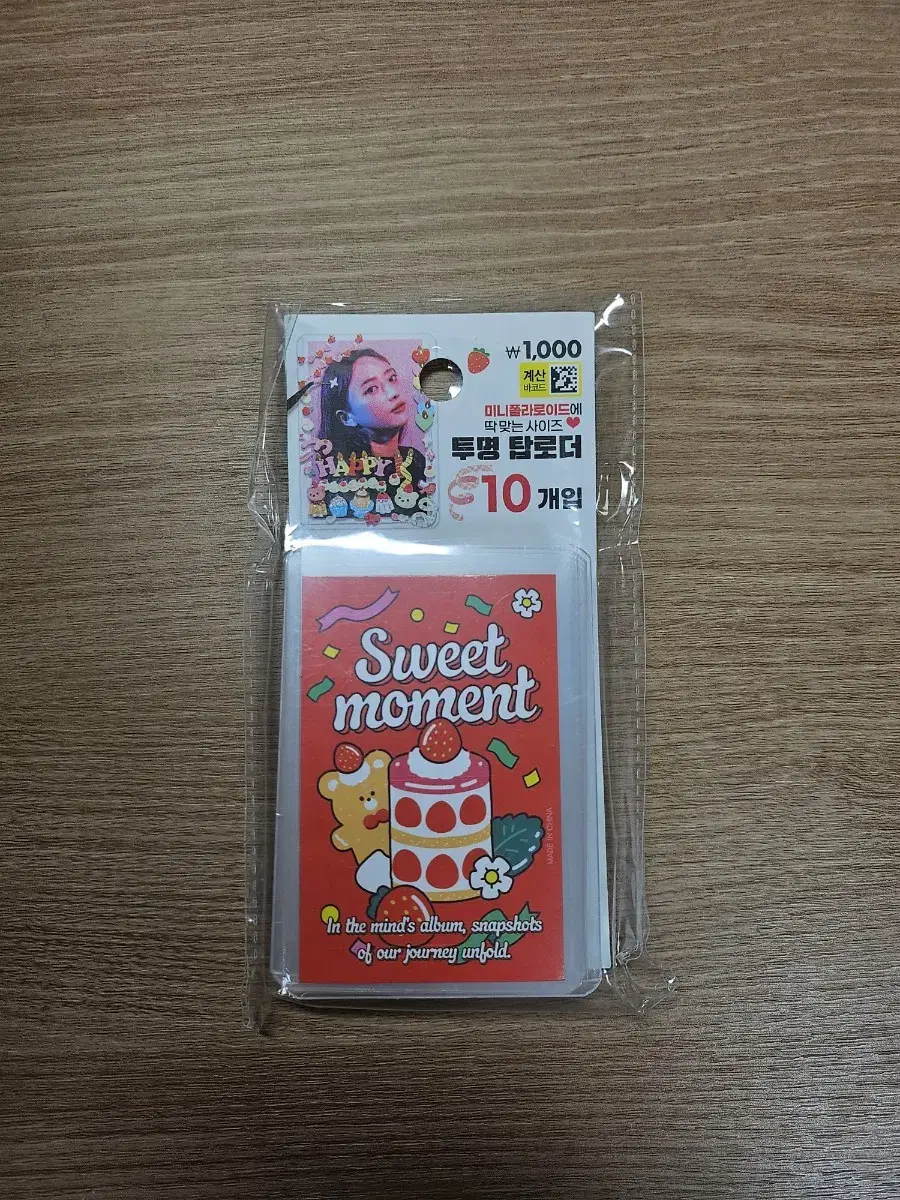 ₩1,000
계산
바코드
미니폴라로이드에
딱 맞는 사이즈
투명 탑로더
10 개입
HAPPY
Sweet
moment
MADE IN CHINA
In the mind's album, snapshots
of our journey unfold.